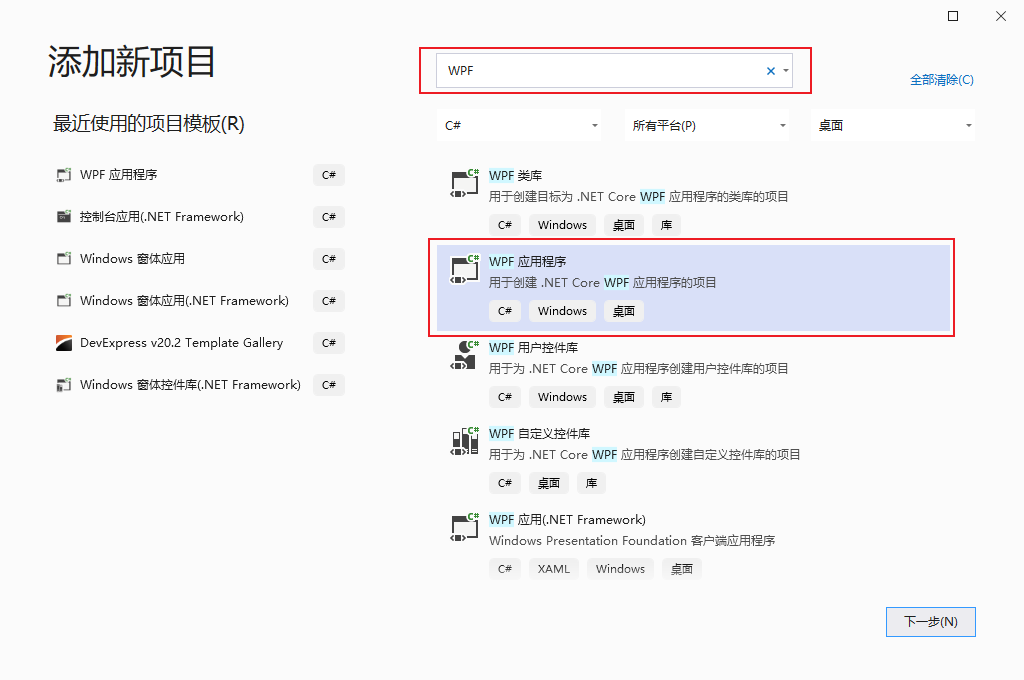 添加新项目
最近使用的项目模板(R)
WPF 应用程序 C#
控制台应用(.NET Framework) C#
Windows 窗体应用 C#
Windows 窗体应用(.NET Framework) C#
DevExpress v20.2 Template Gallery C#
Windows 窗体控件库(.NET Framework) C#
WPF
全部清除(C)
C# 所有平台(P) 桌面
WPF 类库
用于创建目标为 .NET Core WPF 应用程序的类库的项目
C# Windows 桌面 库
WPF 应用程序
用于创建 .NET Core WPF 应用程序的项目
C# Windows 桌面
WPF 用户控件库
用于为 .NET Core WPF 应用程序创建用户控件库的项目
C# Windows 桌面 库
WPF 自定义控件库
用于为 .NET Core WPF 应用程序创建自定义控件库的项目
C# 桌面 库
WPF 应用(.NET Framework)
Windows Presentation Foundation 客户端应用程序
C# XAML Windows 桌面
下一步(N)